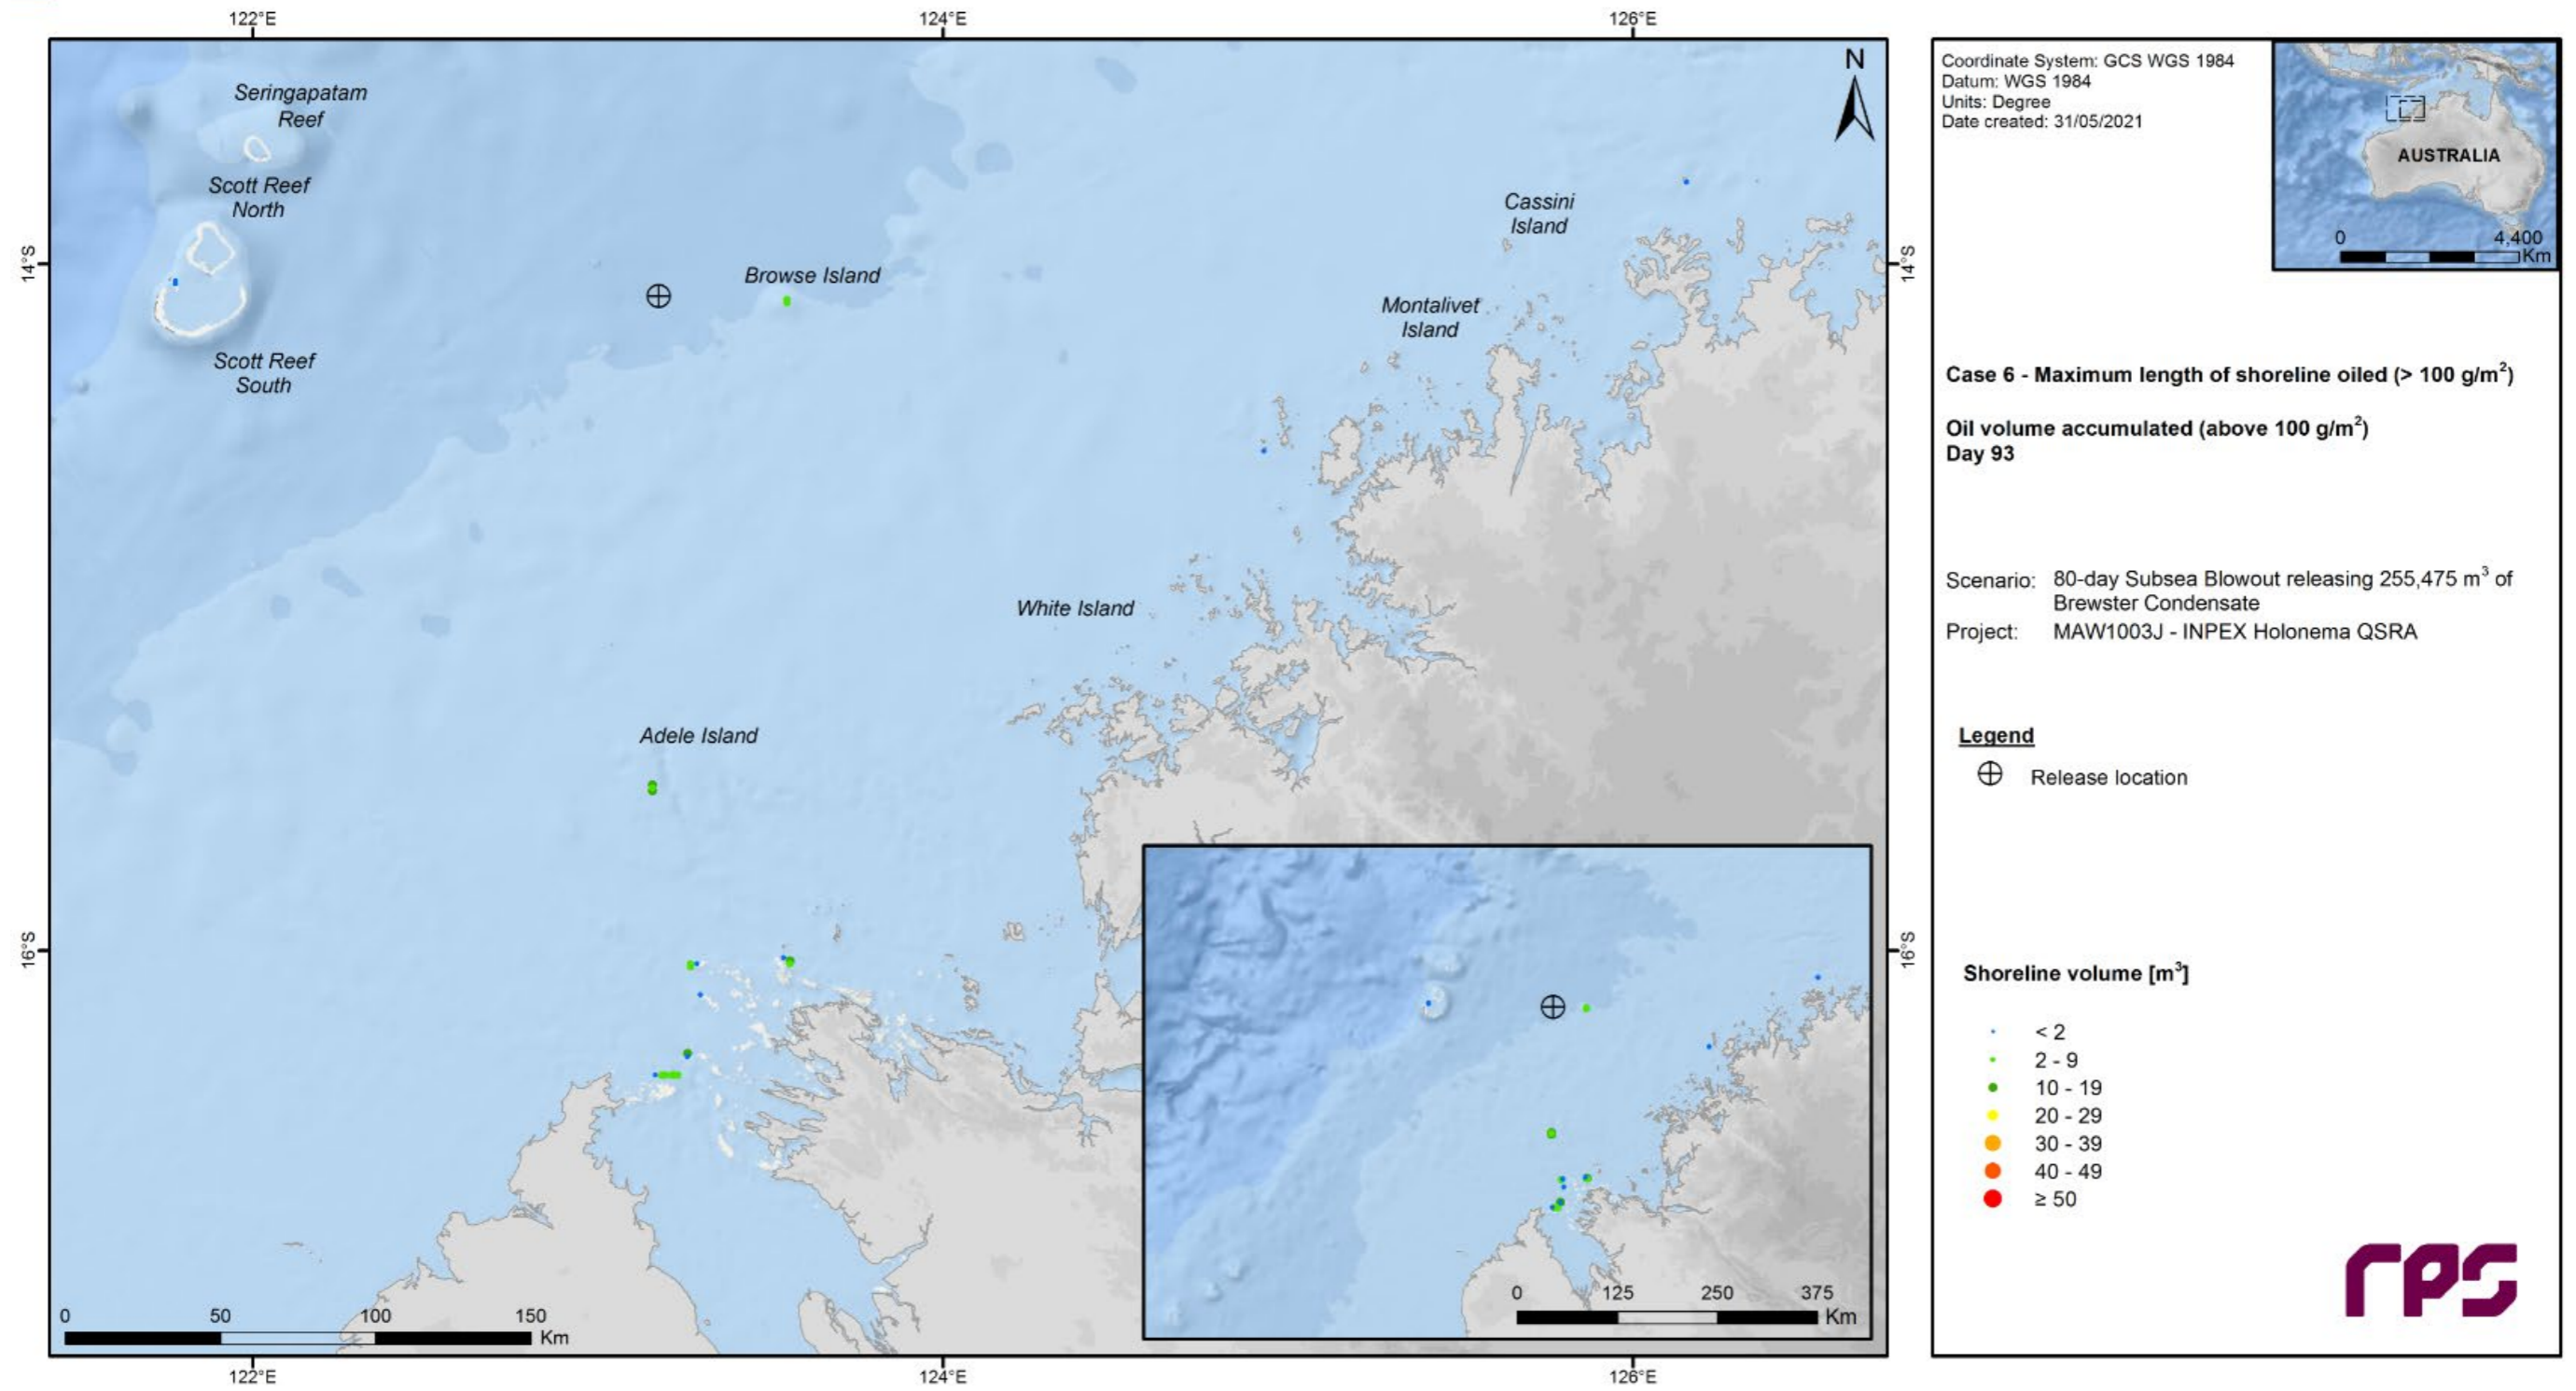 122°E
124°E
126°E
N
Seringapatam
Reef
Scott Reef
North
Cassini
Island
14°S
14°S
Browse Island
Montalivet
Island
Scott Reef
South
White Island
Adele Island
16°S
16°S
0 50 100 150
Km
0 125 250 375
Km
122°E
124°E
126°E
Coordinate System: GCS WGS 1984
Datum: WGS 1984
Units: Degree
Date created: 31/05/2021
AUSTRALIA
0 4,400
Km
Case 6 - Maximum length of shoreline oiled (> 100 g/m²)
Oil volume accumulated (above 100 g/m²)
Day 93
Scenario: 80-day Subsea Blowout releasing 255,475 m³ of
Brewster Condensate
Project: MAW1003J - INPEX Holonema QSRA
Legend
Release location
Shoreline volume [m³]
< 2
2 - 9
10 - 19
20 - 29
30 - 39
40 - 49
≥ 50
rps